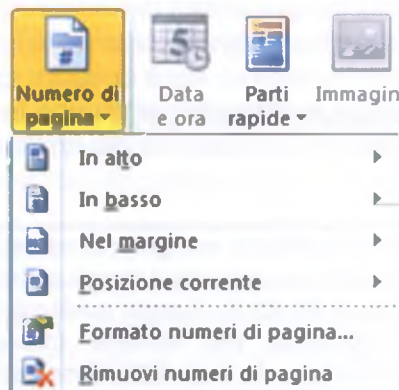 Numero di Data Parti Immagin
pagina e ora rapide
In alto
In basso
Nel margine
Posizione corrente
Formato numeri di pagina...
Rimuovi numeri di pagina